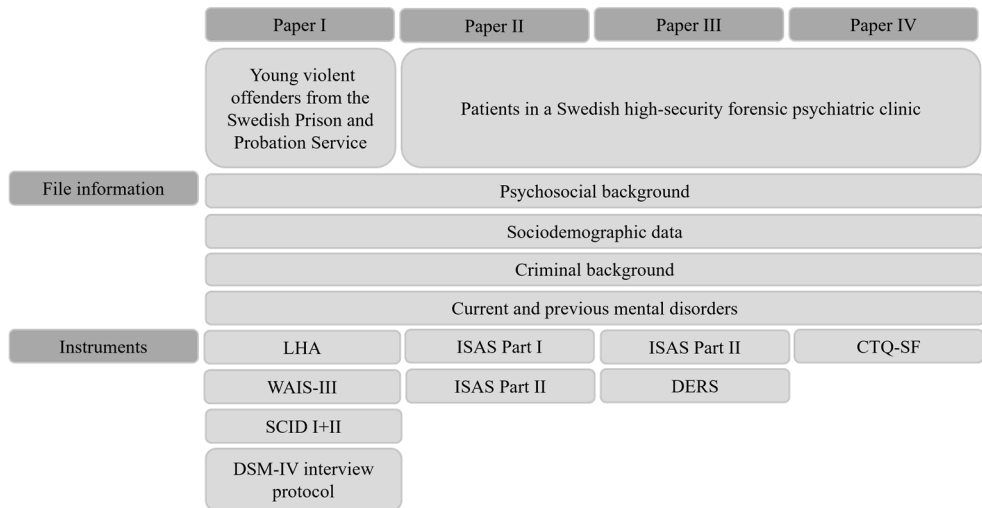 Paper I
Paper II
Paper III
Paper IV
Young violent
offenders from the
Swedish Prison and
Probation Service
Patients in a Swedish high-security forensic psychiatric clinic
File information
Psychosocial background
Sociodemographic data
Criminal background
Current and previous mental disorders
Instruments
LHA
ISAS Part I
ISAS Part II
CTQ-SF
WAIS-III
ISAS Part II
DERS
SCID I+II
DSM-IV interview
protocol